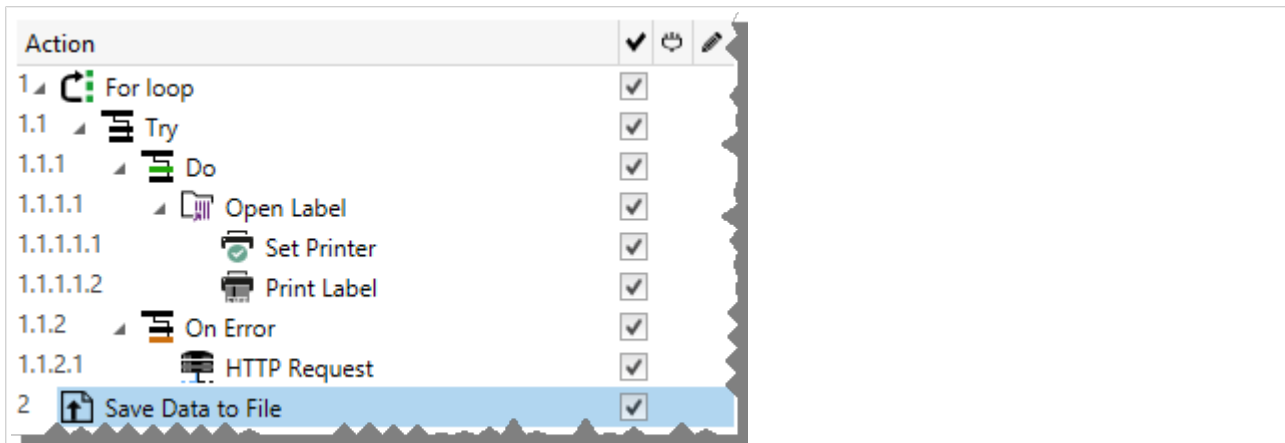 Action
1 For loop
1.1 Try
1.1.1 Do
1.1.1.1 Open Label
1.1.1.1.1 Set Printer
1.1.1.1.2 Print Label
1.1.2 On Error
1.1.2.1 HTTP Request
2 Save Data to File